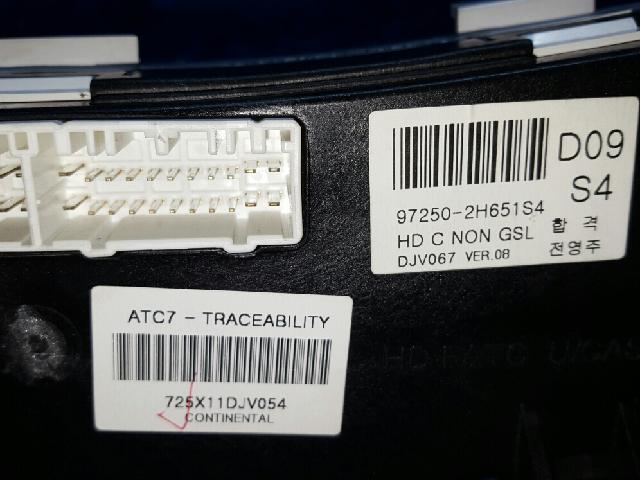 D09
S4
97250-2H651S4
HD C NON GSL 합 격
DJV067 VER.08 전영주
ATC7 - TRACEABILITY
725X11DJV054
CONTINENTAL